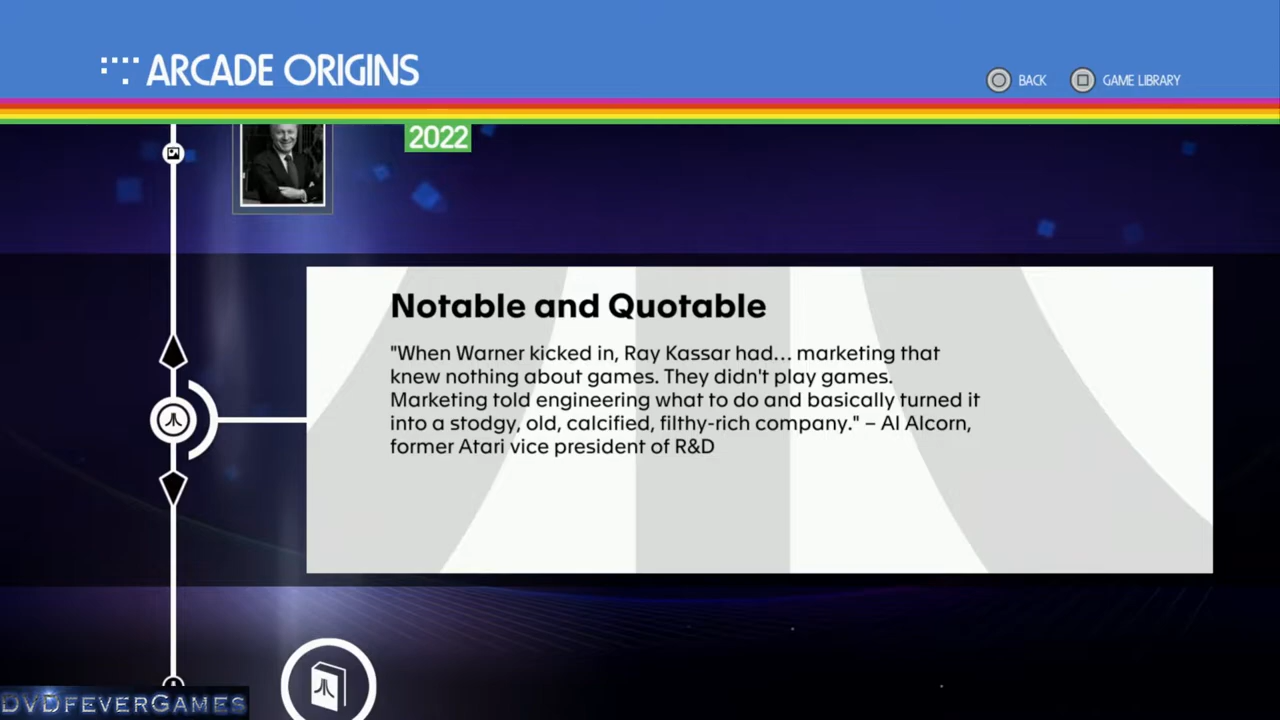 ARCADE ORIGINS
BACK
GAME LIBRARY
2022
Notable and Quotable
"When Warner kicked in, Ray Kassar had... marketing that
knew nothing about games. They didn't play games.
Marketing told engineering what to do and basically turned it
into a stodgy, old, calcified, filthy-rich company." – Al Alcorn,
former Atari vice president of R&D
DVDFEVERGAMES